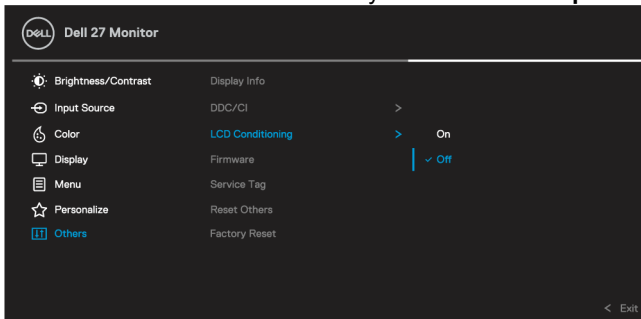 DELL Dell 27 Monitor
Brightness/Contrast Display Info
Input Source DDC/CI >
Color LCD Conditioning > On
Display Firmware ✓ Off
Menu Service Tag
Personalize Reset Others
Others Factory Reset
< Exit